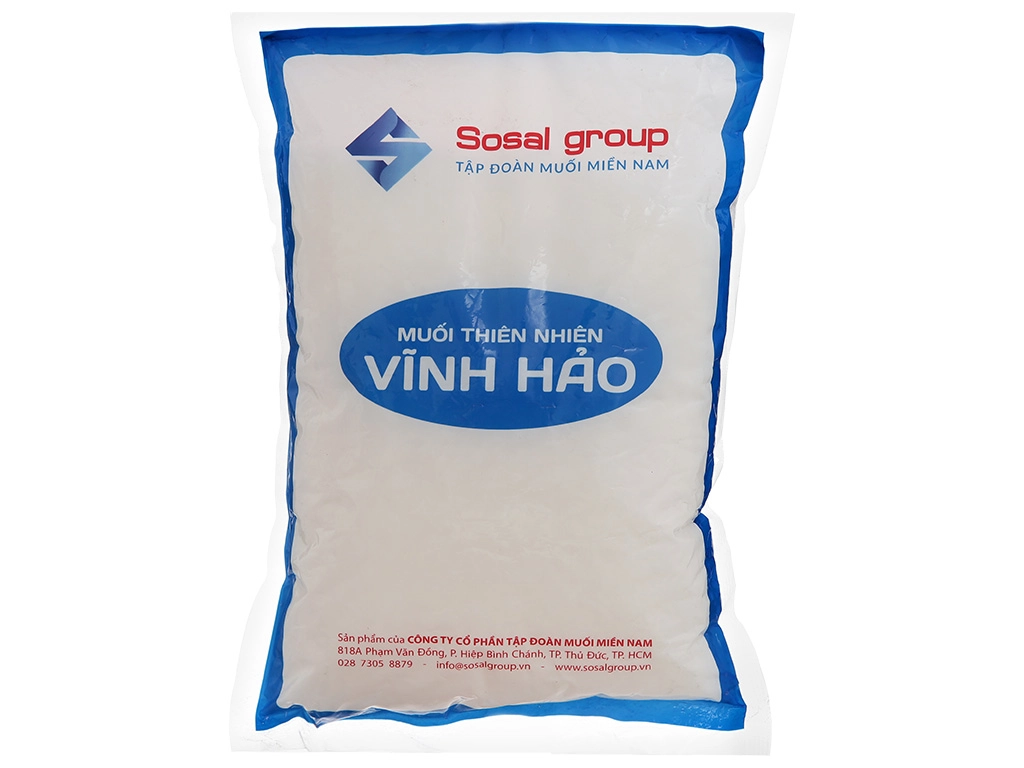 Sosal group
TẬP ĐOÀN MUỐI MIỀN NAM
MUỐI THIÊN NHIÊN
VĨNH HẢO
Sản phẩm của CÔNG TY CỔ PHẦN TẬP ĐOÀN MUỐI MIỀN NAM
818A Phạm Văn Đồng, P. Hiệp Bình Chánh, TP. Thủ Đức, TP. HCM
028 7305 8879 - info@sosalgroup.vn - www.sosalgroup.vn